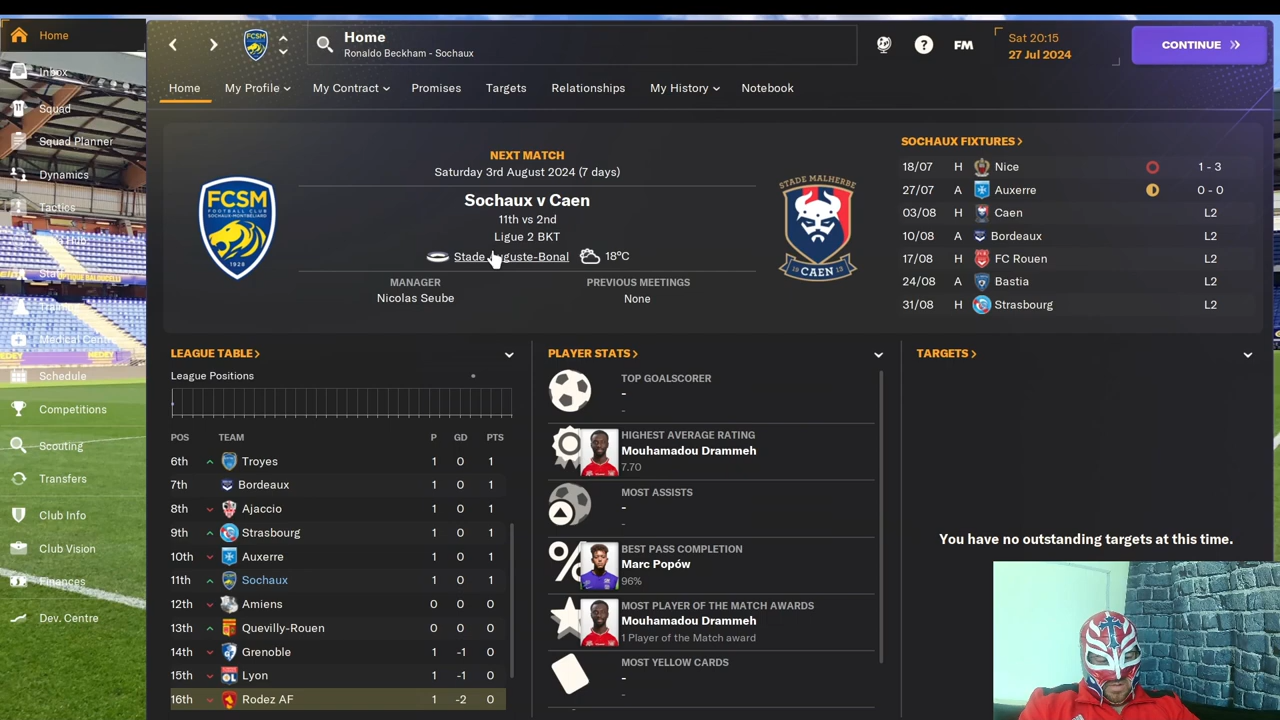 Home
Inbox
Squad
Squad Planner
Dynamics
Tactics
Schedule
Competitions
Scouting
Transfers
Club Info
Club Vision
Finances
Dev. Centre
Home
Ronaldo Beckham - Sochaux
FM
Sat 20:15
27 Jul 2024
CONTINUE
Home
My Profile
My Contract
Promises
Targets
Relationships
My History
Notebook
FCSM
FOOTBALL CLUB
SOCHAUX-MONTBÉLIARD
1928
NEXT MATCH
Saturday 3rd August 2024 (7 days)
Sochaux v Caen
11th vs 2nd
Ligue 2 BKT
Stade Auguste-Bonal 18°C
MANAGER
Nicolas Seube
PREVIOUS MEETINGS
None
STADE MALHERBE
CAEN
SOCHAUX FIXTURES
18/07 H Nice 1 - 3
27/07 A Auxerre 0 - 0
03/08 H Caen L2
10/08 A Bordeaux L2
17/08 H FC Rouen L2
24/08 A Bastia L2
31/08 H Strasbourg L2
LEAGUE TABLE
League Positions
POS TEAM P GD PTS
6th Troyes 1 0 1
7th Bordeaux 1 0 1
8th Ajaccio 1 0 1
9th Strasbourg 1 0 1
10th Auxerre 1 0 1
11th Sochaux 1 0 1
12th Amiens 0 0 0
13th Quevilly-Rouen 0 0 0
14th Grenoble 1 -1 0
15th Lyon 1 -1 0
16th Rodez AF 1 -2 0
PLAYER STATS
TOP GOALSCORER
-
-
HIGHEST AVERAGE RATING
Mouhamadou Drammeh
7.70
MOST ASSISTS
-
-
BEST PASS COMPLETION
Marc Popów
96%
MOST PLAYER OF THE MATCH AWARDS
Mouhamadou Drammeh
1 Player of the Match award
MOST YELLOW CARDS
-
-
TARGETS
You have no outstanding targets at this time.